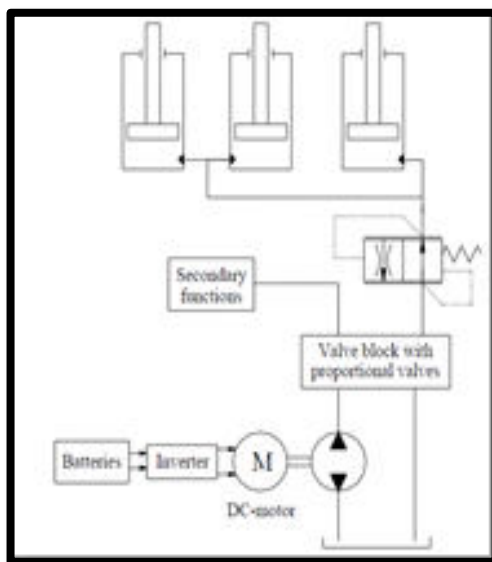 Secondary
functions
Valve block with
proportional valves
Batteries
Inverter
M
DC-motor